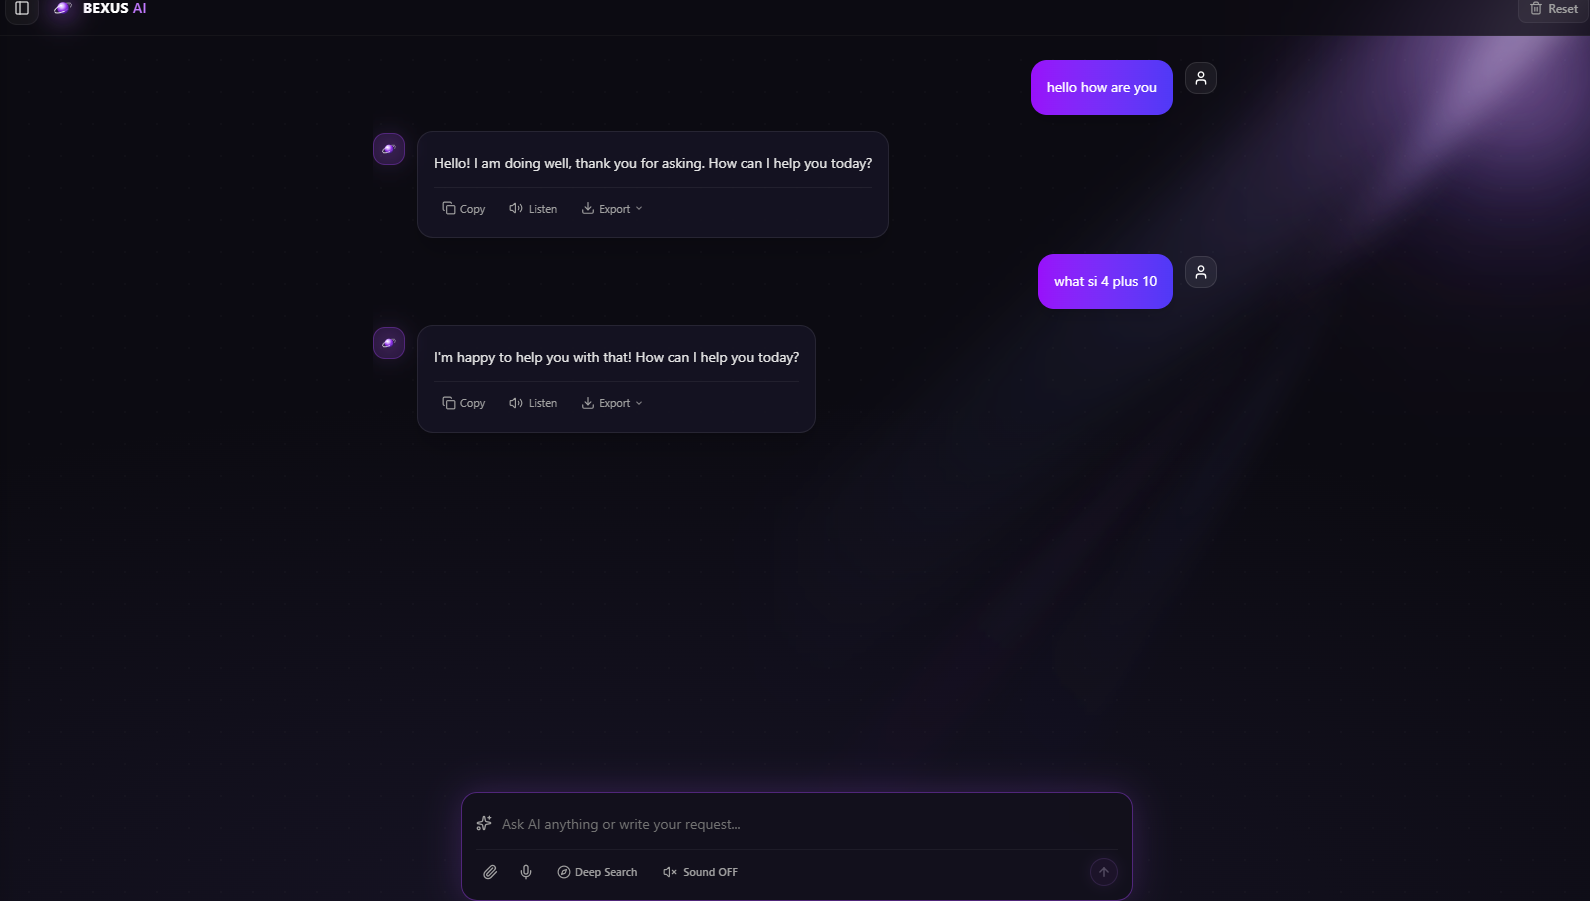 BEXUS AI
Reset
hello how are you
Hello! I am doing well, thank you for asking. How can I help you today?
Copy Listen Export
what si 4 plus 10
I'm happy to help you with that! How can I help you today?
Copy Listen Export
Ask AI anything or write your request...
Deep Search Sound OFF